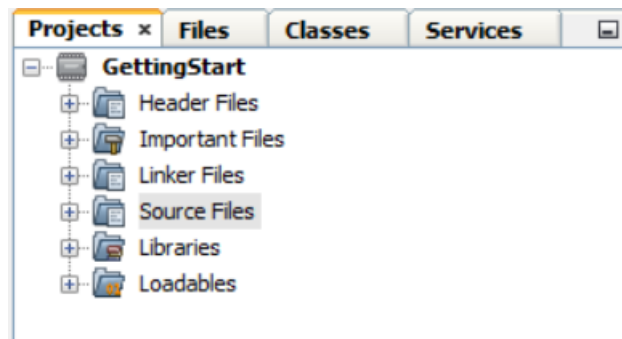 Projects × Files Classes Services
GettingStart
Header Files
Important Files
Linker Files
Source Files
Libraries
Loadables